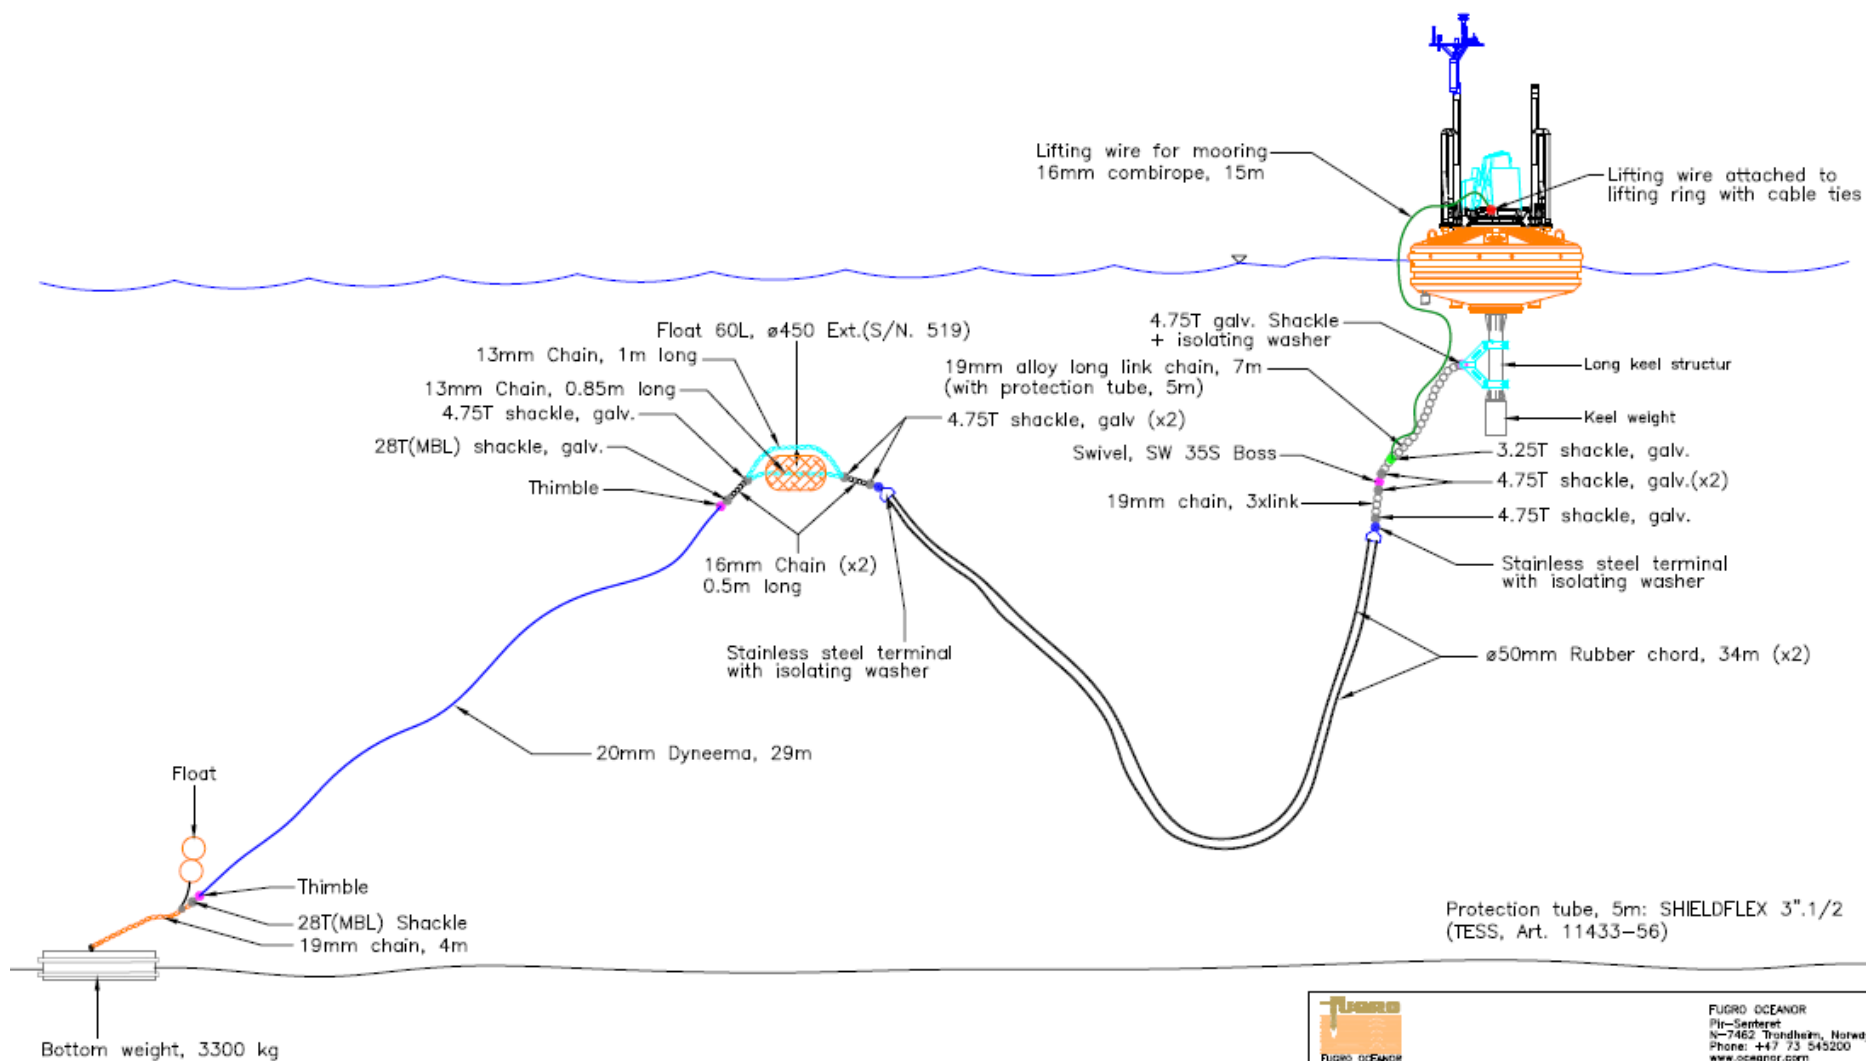 Lifting wire for mooring
16mm combirope, 15m
Lifting wire attached to
lifting ring with cable ties
Float 60L, ø450 Ext.(S/N. 519)
13mm Chain, 1m long
13mm Chain, 0.85m long
4.75T shackle, galv.
28T(MBL) shackle, galv.
Thimble
4.75T galv. Shackle
+ isolating washer
19mm alloy long link chain, 7m
(with protection tube, 5m)
4.75T shackle, galv (x2)
Swivel, SW 35S Boss
19mm chain, 3xlink
Long keel structur
Keel weight
3.25T shackle, galv.
4.75T shackle, galv.(x2)
4.75T shackle, galv.
Stainless steel terminal
with isolating washer
16mm Chain (x2)
0.5m long
Stainless steel terminal
with isolating washer
ø50mm Rubber chord, 34m (x2)
20mm Dyneema, 29m
Float
Thimble
28T(MBL) Shackle
19mm chain, 4m
Bottom weight, 3300 kg
Protection tube, 5m: SHIELDFLEX 3".1/2
(TESS, Art. 11433-56)
FUGRO
FUGRO OCEANOR
FUGRO OCEANOR
Pir-Senteret
N-7462 Trondheim, Norway
Phone: +47 73 545200
www.oceanor.com